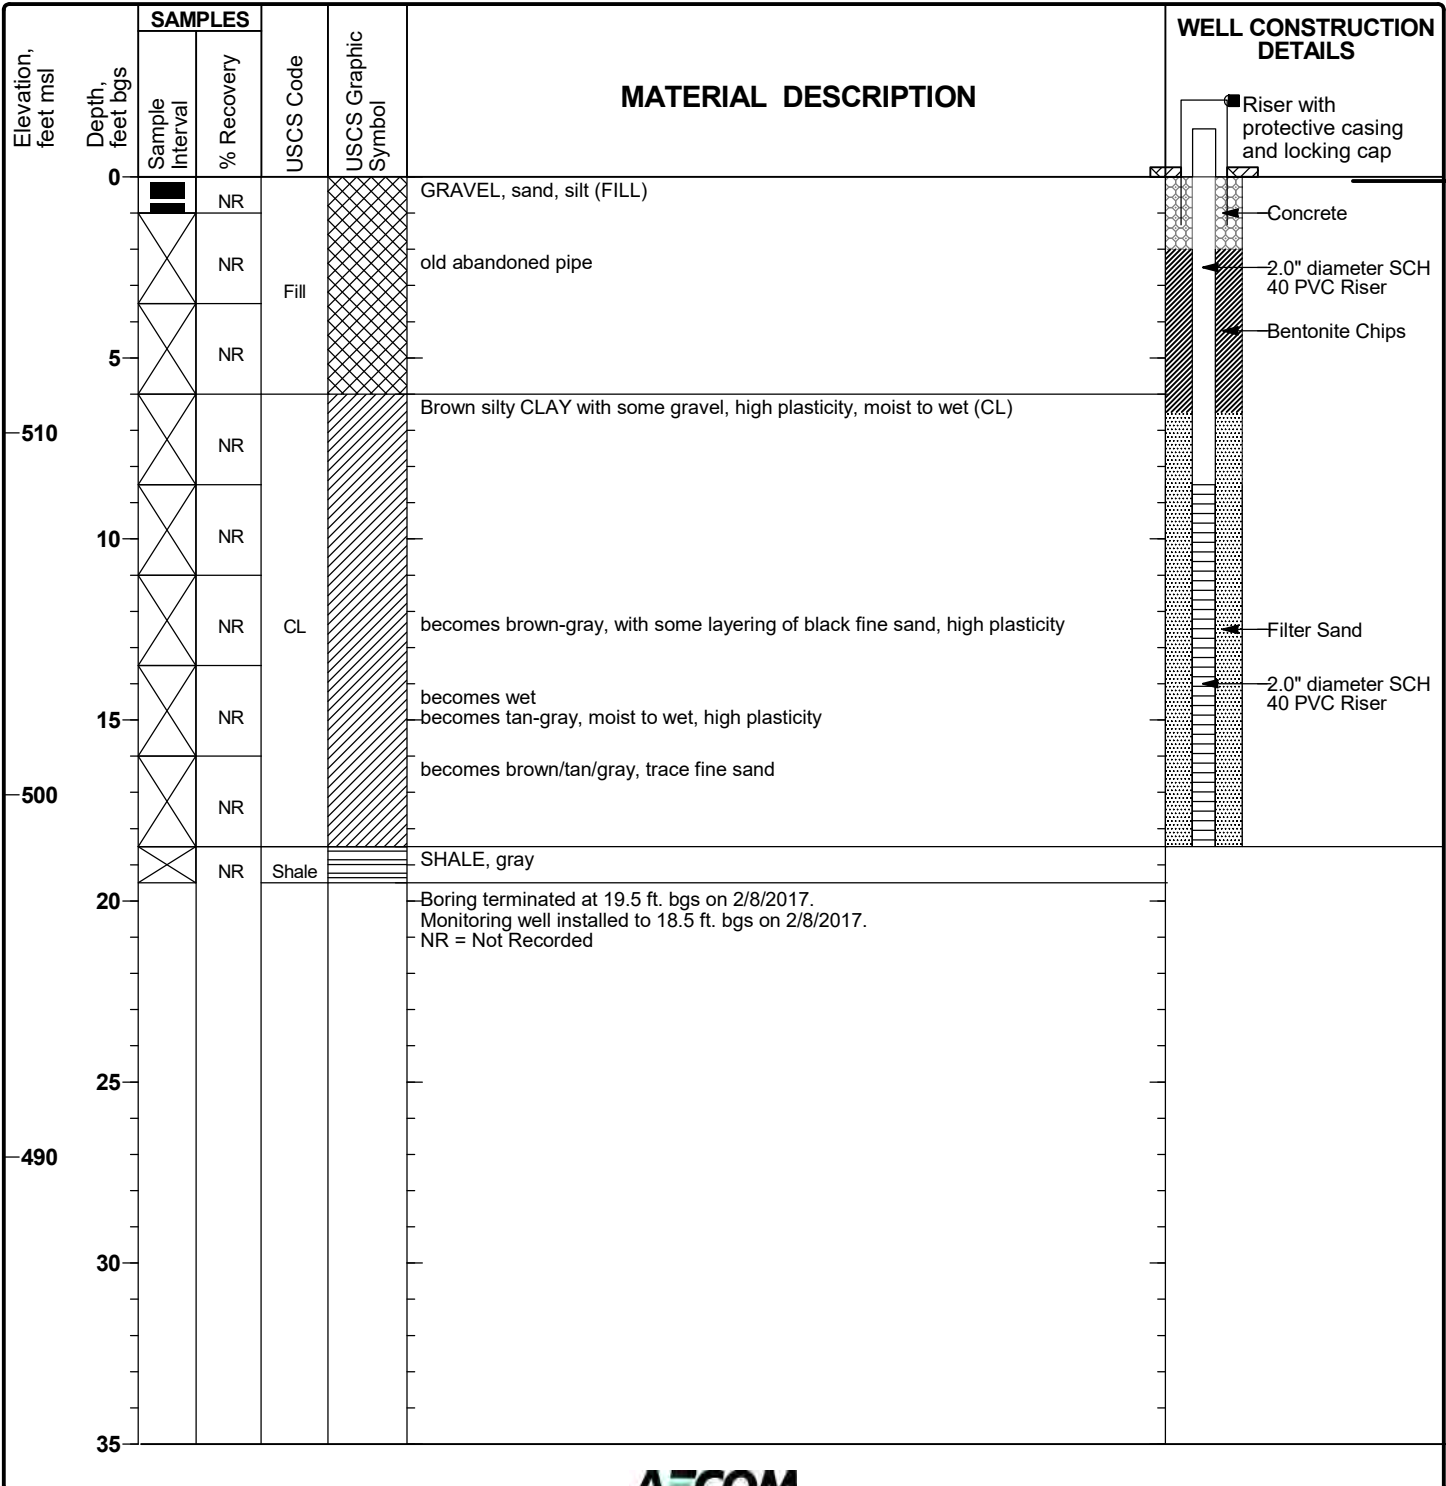 SAMPLES
Elevation,
feet msl
Depth,
feet bgs
Sample
Interval
% Recovery
USCS Code
USCS Graphic
Symbol
MATERIAL DESCRIPTION
WELL CONSTRUCTION
DETAILS
Riser with
protective casing
and locking cap
0
NR
GRAVEL, sand, silt (FILL)
Concrete
NR
old abandoned pipe
2.0" diameter SCH
40 PVC Riser
Fill
Bentonite Chips
5
NR
Brown silty CLAY with some gravel, high plasticity, moist to wet (CL)
510
NR
10
NR
NR
CL
becomes brown-gray, with some layering of black fine sand, high plasticity
Filter Sand
2.0" diameter SCH
40 PVC Riser
becomes wet
15
NR
becomes tan-gray, moist to wet, high plasticity
becomes brown/tan/gray, trace fine sand
500
NR
NR
Shale
SHALE, gray
20
Boring terminated at 19.5 ft. bgs on 2/8/2017.
Monitoring well installed to 18.5 ft. bgs on 2/8/2017.
NR = Not Recorded
25
490
30
35
AECOM